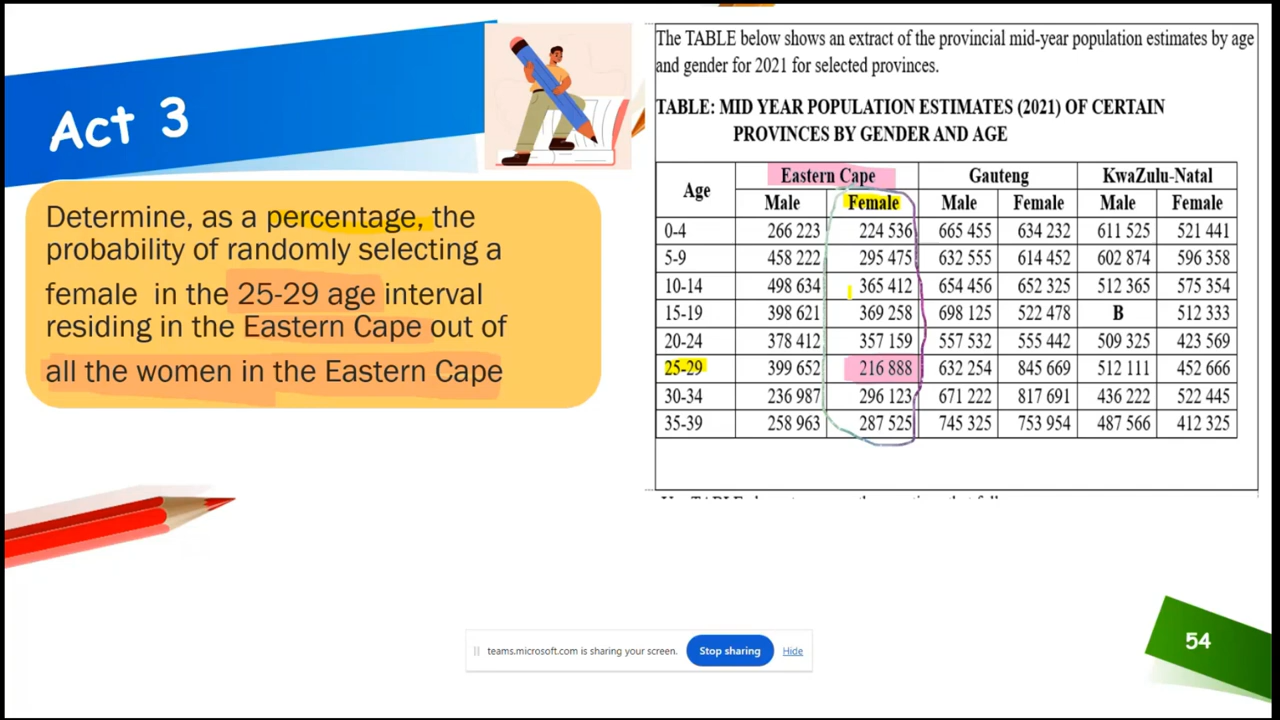 Act 3
Determine, as a percentage, the
probability of randomly selecting a
female in the 25-29 age interval
residing in the Eastern Cape out of
all the women in the Eastern Cape
The TABLE below shows an extract of the provincial mid-year population estimates by age
and gender for 2021 for selected provinces.
TABLE: MID YEAR POPULATION ESTIMATES (2021) OF CERTAIN
PROVINCES BY GENDER AND AGE
Age Eastern Cape Gauteng KwaZulu-Natal
Male Female Male Female Male Female
0-4 266 223 224 536 665 455 634 232 611 525 521 441
5-9 458 222 295 475 632 555 614 452 602 874 596 358
10-14 498 634 365 412 654 456 652 325 512 365 575 354
15-19 398 621 369 258 698 125 522 478 B 512 333
20-24 378 412 357 159 557 532 555 442 509 325 423 569
25-29 399 652 216 888 632 254 845 669 512 111 452 666
30-34 236 987 296 123 671 222 817 691 436 222 522 445
35-39 258 963 287 525 745 325 753 954 487 566 412 325
teams.microsoft.com is sharing your screen. Stop sharing Hide
54